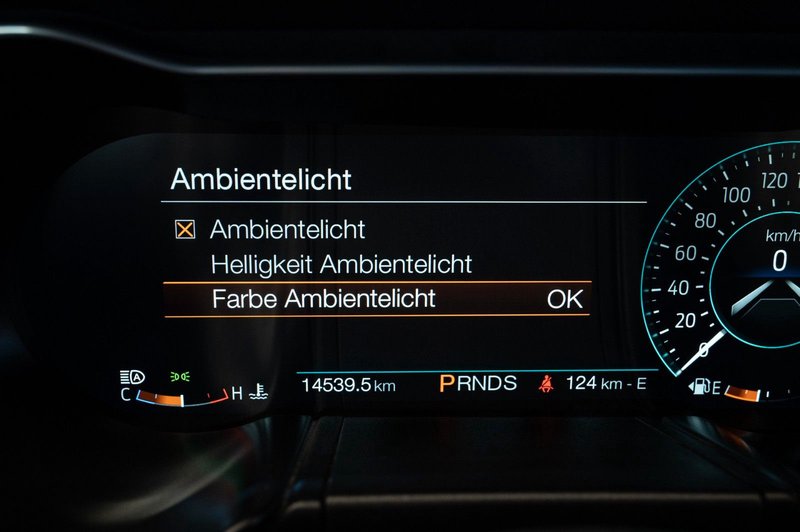 Ambientelicht
Ambientelicht
Helligkeit Ambientelicht
Farbe Ambientelicht OK
14539.5 km PRNDS 124 km - E
C H
A
E
0
20
40
60
80
100
120
km/h
0